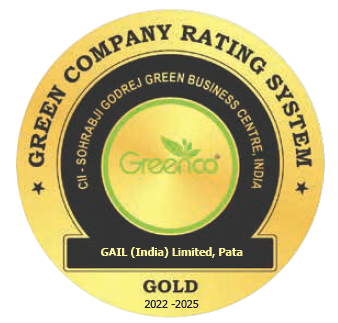 ★ GREEN COMPANY RATING SYSTEM ★
CII - SOHRABJI GODREJ GREEN BUSINESS CENTRE, INDIA
Greenco®
GAIL (India) Limited, Pata
GOLD
2022 -2025